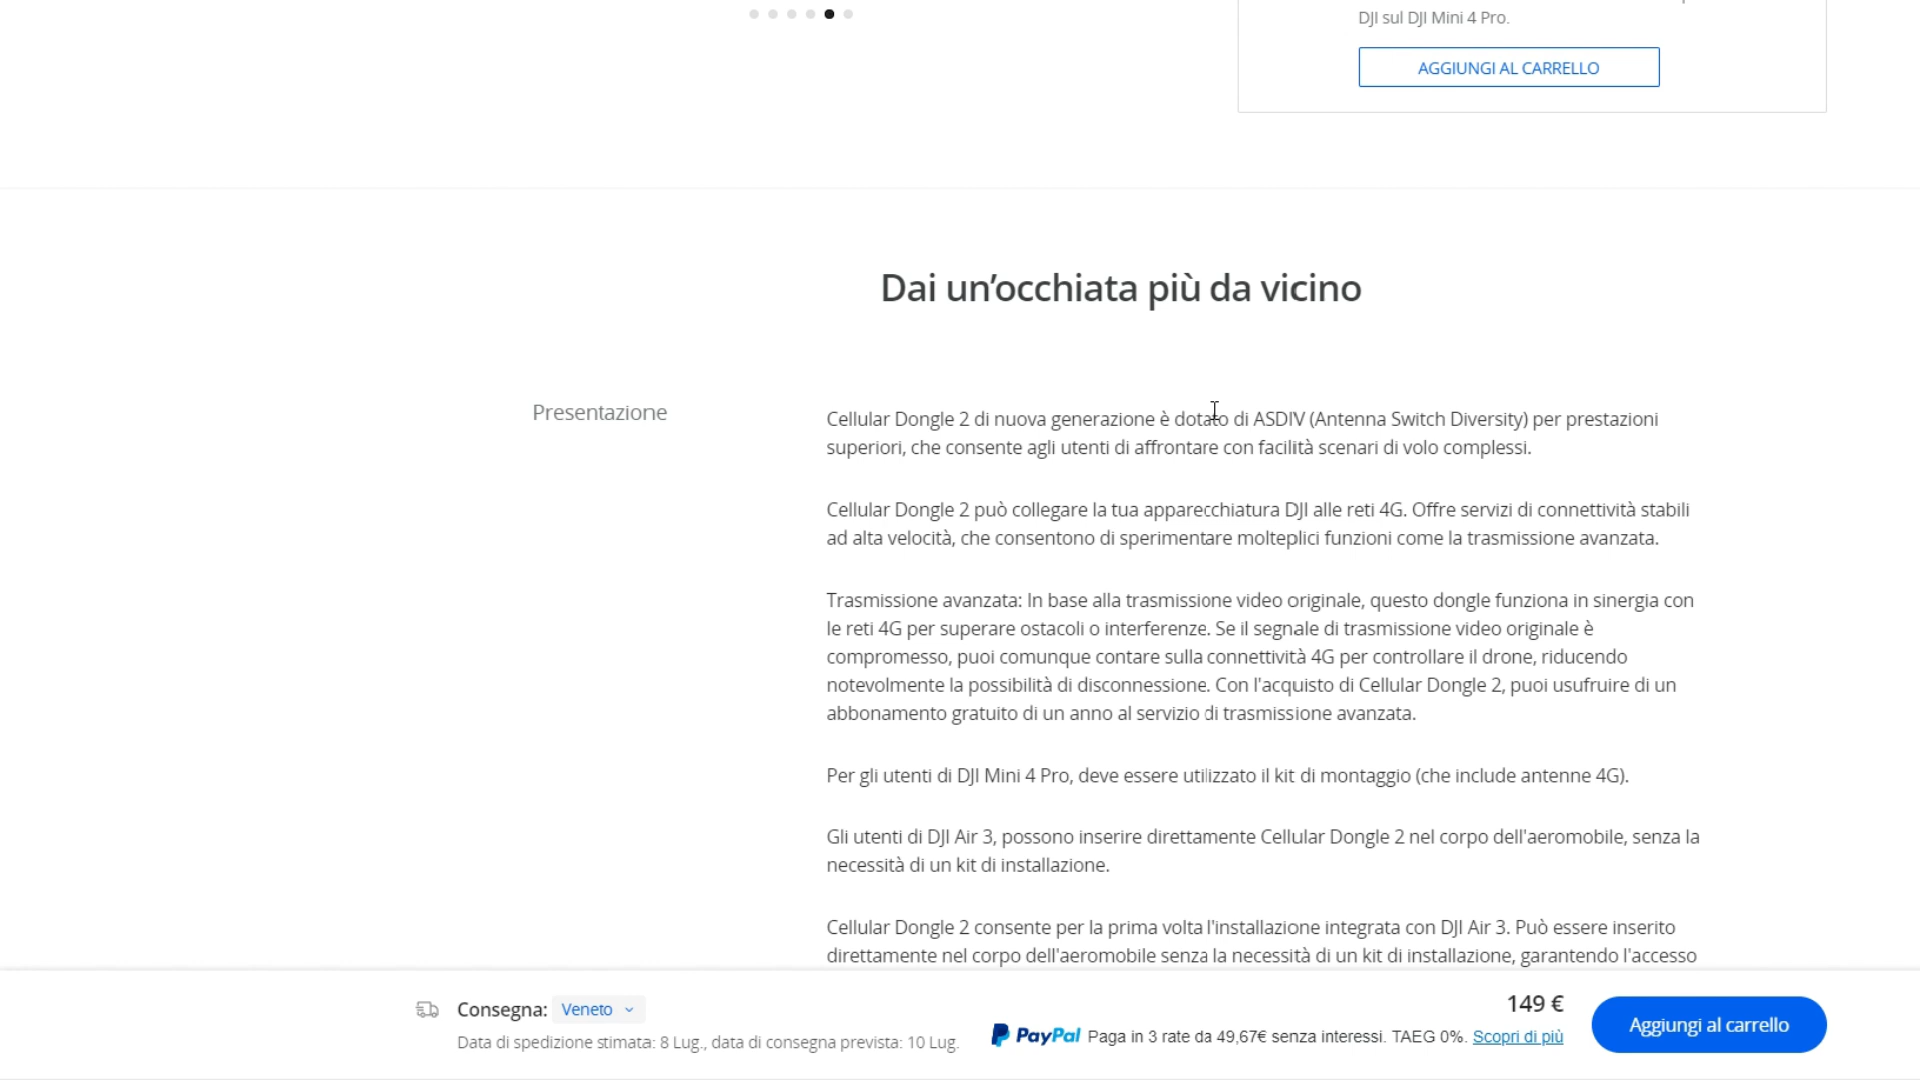 DJI sul DJI Mini 4 Pro.
AGGIUNGI AL CARRELLO
Dai un’occhiata più da vicino
Presentazione
Cellular Dongle 2 di nuova generazione è dotato di ASDIV (Antenna Switch Diversity) per prestazioni
superiori, che consente agli utenti di affrontare con facilità scenari di volo complessi.
Cellular Dongle 2 può collegare la tua apparecchiatura DJI alle reti 4G. Offre servizi di connettività stabili
ad alta velocità, che consentono di sperimentare molteplici funzioni come la trasmissione avanzata.
Trasmissione avanzata: In base alla trasmissione video originale, questo dongle funziona in sinergia con
le reti 4G per superare ostacoli o interferenze. Se il segnale di trasmissione video originale è
compromesso, puoi comunque contare sulla connettività 4G per controllare il drone, riducendo
notevolmente la possibilità di disconnessione. Con l'acquisto di Cellular Dongle 2, puoi usufruire di un
abbonamento gratuito di un anno al servizio di trasmissione avanzata.
Per gli utenti di DJI Mini 4 Pro, deve essere utilizzato il kit di montaggio (che include antenne 4G).
Gli utenti di DJI Air 3, possono inserire direttamente Cellular Dongle 2 nel corpo dell'aeromobile, senza la
necessità di un kit di installazione.
Cellular Dongle 2 consente per la prima volta l'installazione integrata con DJI Air 3. Può essere inserito
direttamente nel corpo dell'aeromobile senza la necessità di un kit di installazione, garantendo l'accesso
Consegna: Veneto
Data di spedizione stimata: 8 Lug., data di consegna prevista: 10 Lug.
149 €
PayPal Paga in 3 rate da 49,67€ senza interessi. TAEG 0%. Scopri di più
Aggiungi al carrello